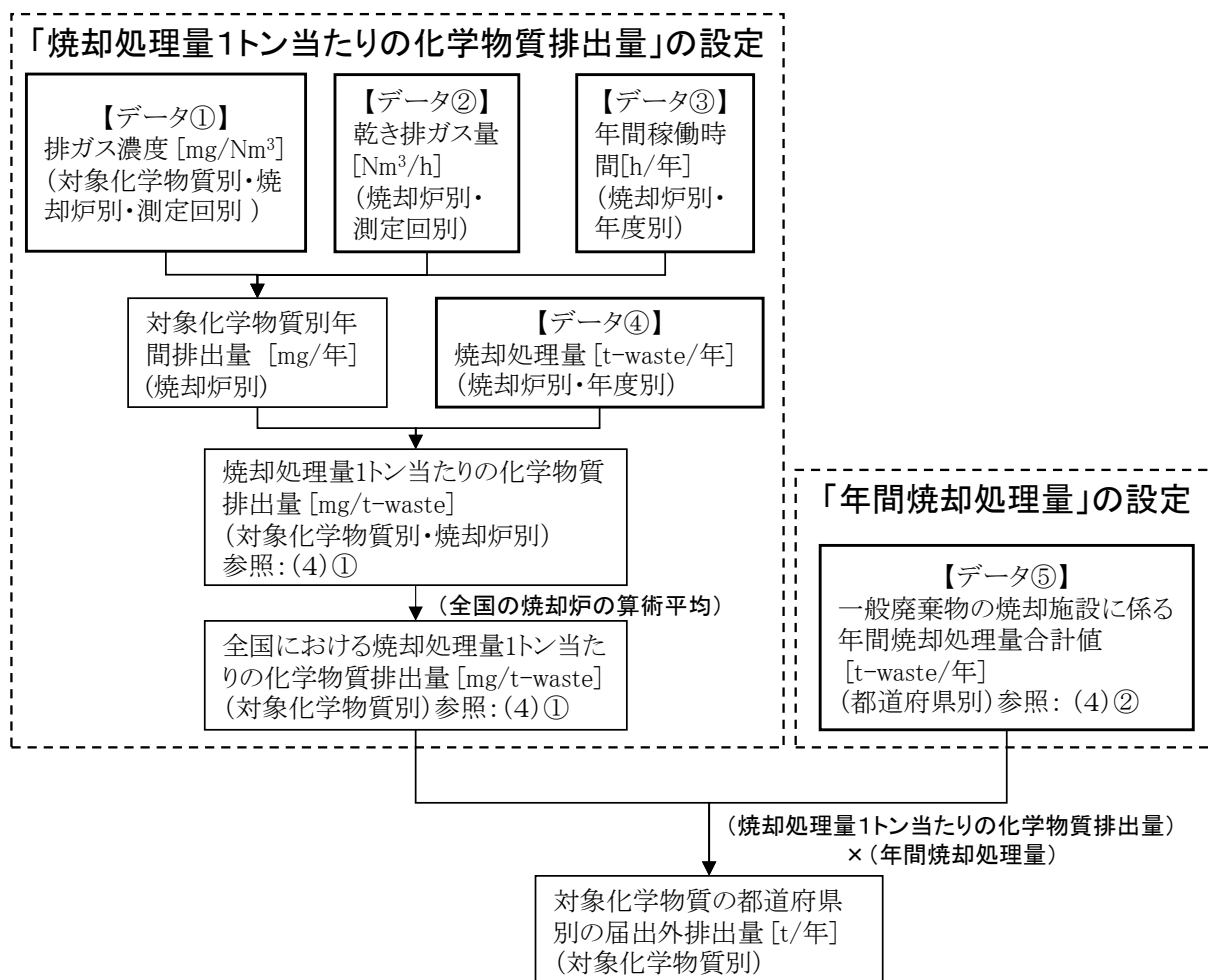 「焼却処理量1トン当たりの化学物質排出量」の設定
【データ①】
排ガス濃度[mg/Nm³]
(対象化学物質別・焼
却炉別・測定回別 )
【データ②】
乾き排ガス量
[Nm³/h]
(焼却炉別・
測定回別)
【データ③】
年間稼働時
間[h/年]
(焼却炉別・
年度別)
対象化学物質別年
間排出量 [mg/年]
(焼却炉別)
【データ④】
焼却処理量[t-waste/年]
(焼却炉別・年度別)
焼却処理量1トン当たりの化学物質
排出量[mg/t-waste]
(対象化学物質別・焼却炉別)
参照:(4)①
(全国の焼却炉の算術平均)
全国における焼却処理量1トン当た
りの化学物質排出量[mg/t-waste]
(対象化学物質別)参照:(4)①
「年間焼却処理量」の設定
【データ⑤】
一般廃棄物の焼却施設に係る
年間焼却処理量合計値
[t-waste/年]
(都道府県別)参照: (4)②
(焼却処理量1トン当たりの化学物質排出量)
×(年間焼却処理量)
対象化学物質の都道府県
別の届出外排出量[t/年]
(対象化学物質別)